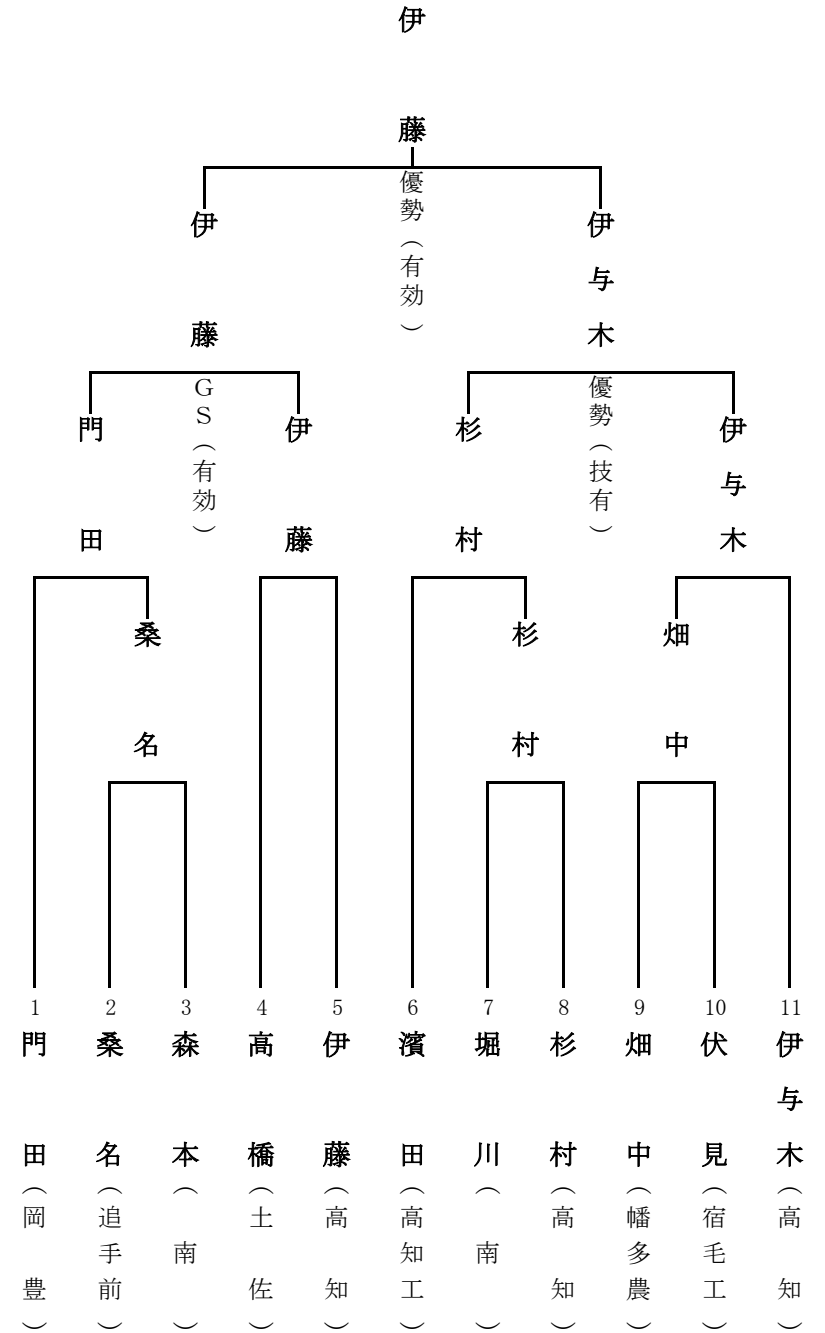 伊藤
優勢（有効）
伊藤
伊与木
GS（有効）
優勢（技有）
門田
伊藤
杉村
伊与木
桑名
杉村
畑中
1 門田（岡豊）
2 桑名（追手前）
3 森本（南）
4 高橋（土佐）
5 伊藤（高知）
6 濱田（高知工）
7 堀川（南）
8 杉村（高知）
9 畑中（幡多農）
10 伏見（宿毛工）
11 伊与木（高知）